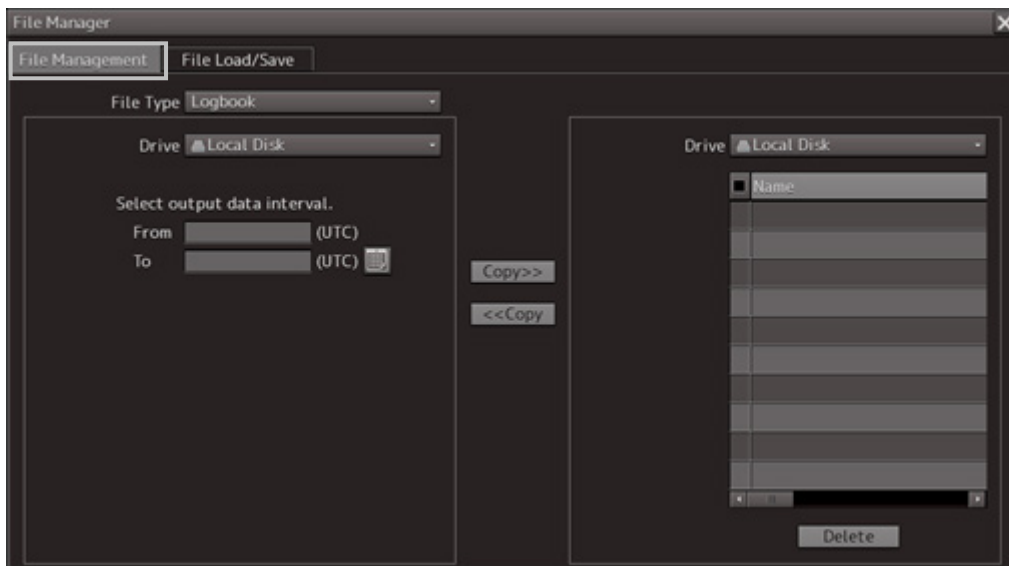 File Manager
File Management
File Load/Save
File Type Logbook
Drive Local Disk
Select output data interval.
From (UTC)
To (UTC)
Copy>>
<<Copy
Drive Local Disk
Name
Delete